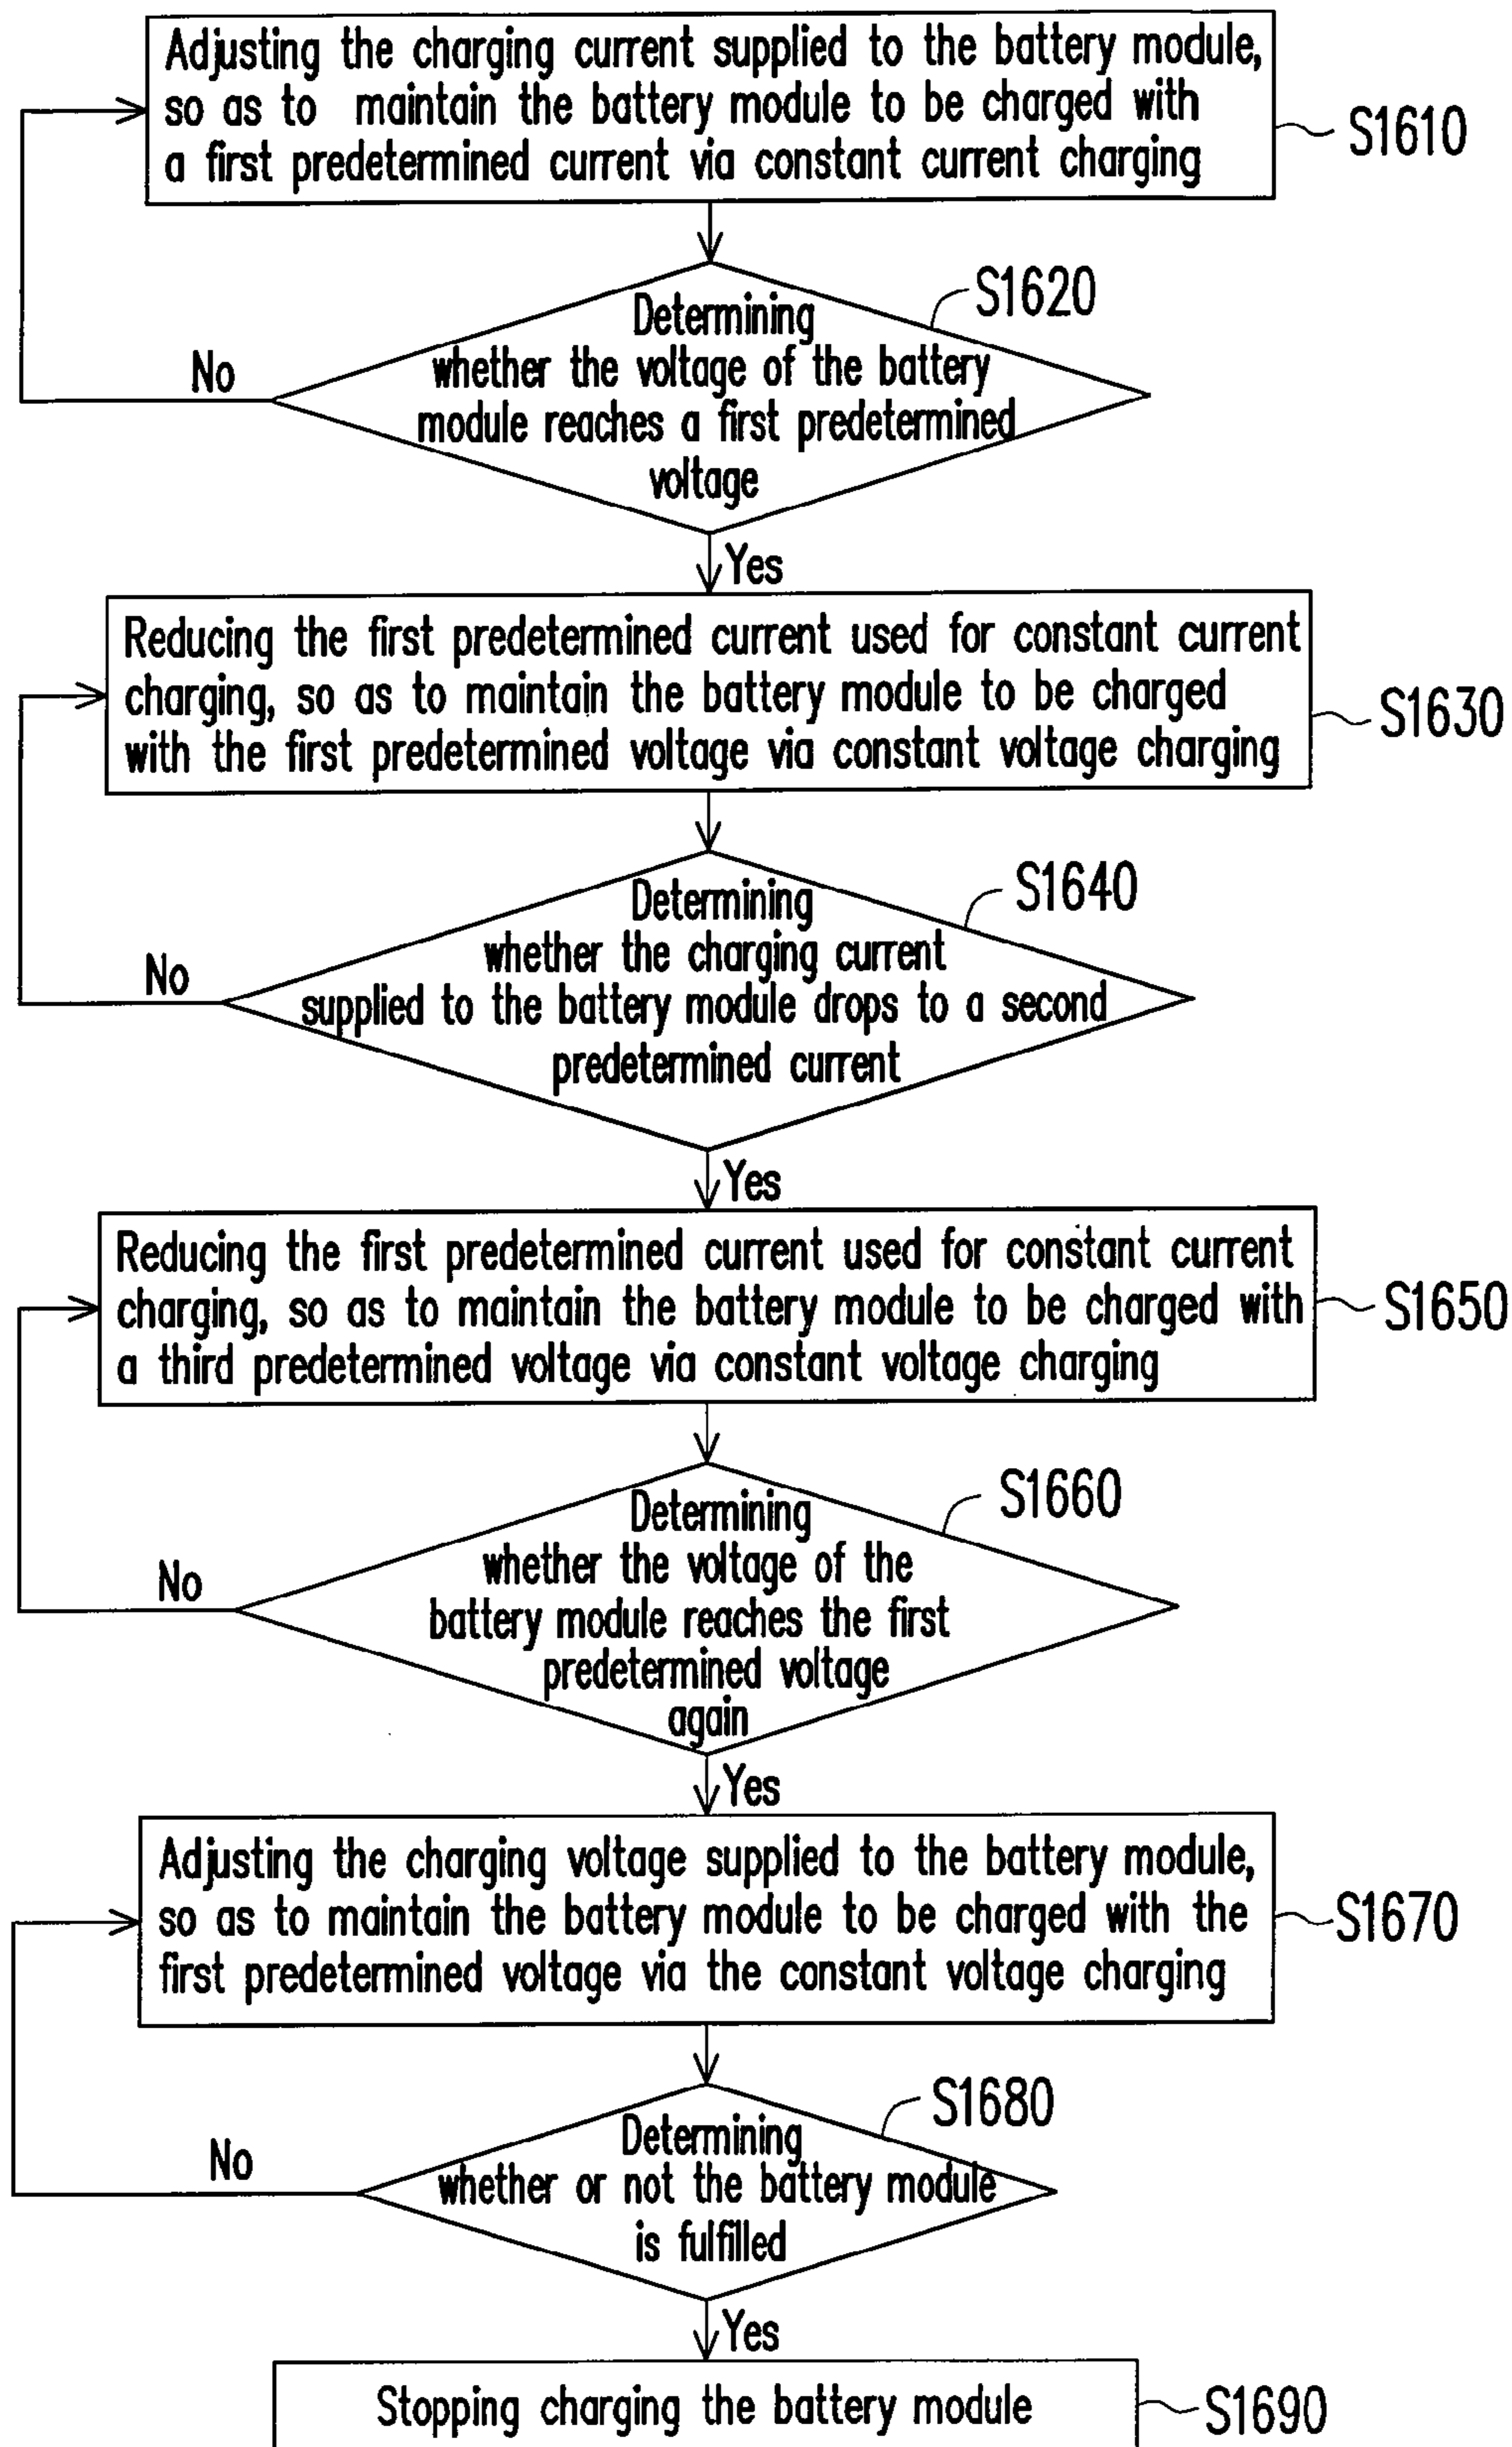 Adjusting the charging current supplied to the battery module,
so as to maintain the battery module to be charged with
a first predetermined current via constant current charging
S1610
S1620
Determining
whether the voltage of the battery
module reaches a first predetermined
voltage
No
Yes
Reducing the first predetermined current used for constant current
charging, so as to maintain the battery module to be charged
with the first predetermined voltage via constant voltage charging
S1630
S1640
Determining
whether the charging current
supplied to the battery module drops to a second
predetermined current
No
Yes
Reducing the first predetermined current used for constant current
charging, so as to maintain the battery module to be charged with
a third predetermined voltage via constant voltage charging
S1650
S1660
Determining
whether the voltage of the
battery module reaches the first
predetermined voltage
again
No
Yes
Adjusting the charging voltage supplied to the battery module,
so as to maintain the battery module to be charged with the
first predetermined voltage via the constant voltage charging
S1670
S1680
Determining
whether or not the battery module
is fulfilled
No
Yes
Stopping charging the battery module
S1690